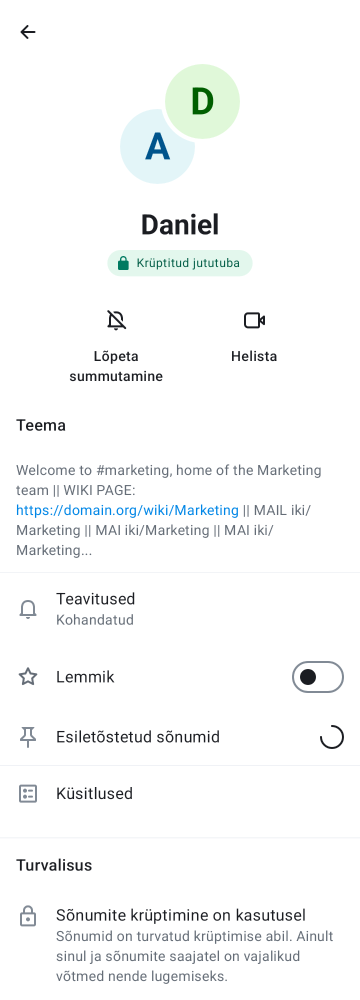 D
A
Daniel
Krüptitud jututuba
Lõpeta
summutamine
Helista
Teema
Welcome to #marketing, home of the Marketing
team || WIKI PAGE:
https://domain.org/wiki/Marketing || MAIL iki/
Marketing || MAI iki/Marketing || MAI iki/
Marketing...
Teavitused
Kohandatud
Lemmik
Esiletõstetud sõnumid
Küsitlused
Turvalisus
Sõnumite krüptimine on kasutusel
Sõnumid on turvatud krüptimise abil. Ainult
sinul ja sõnumite saajatel on vajalikud
võtmed nende lugemiseks.